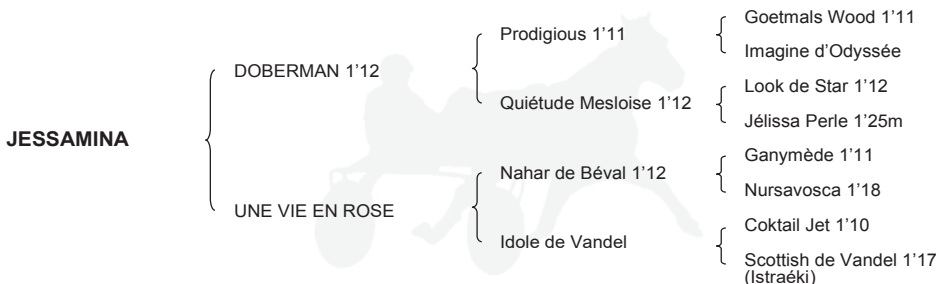 JESSAMINA
DOBERMAN 1'12
UNE VIE EN ROSE
Prodigious 1'11
Quiétude Mesloise 1'12
Nahar de Béval 1'12
Idole de Vandel
Goetmals Wood 1'11
Imagine d'Odyssée
Look de Star 1'12
Jélissa Perle 1'25m
Ganymède 1'11
Nursavosca 1'18
Coktail Jet 1'10
Scottish de Vandel 1'17
(Istraéki)